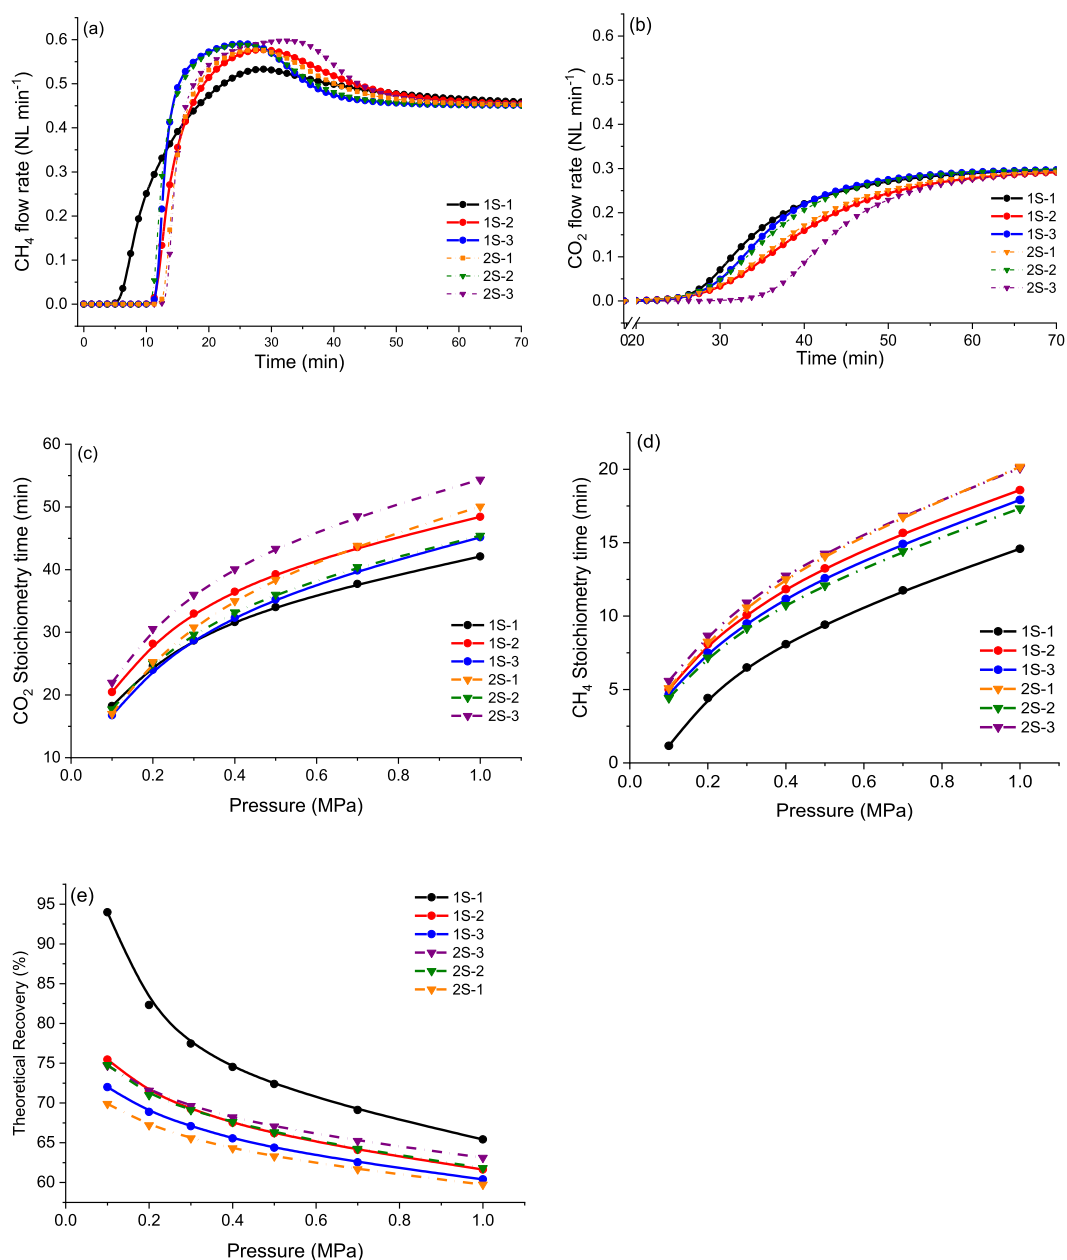 (a)
CH4 flow rate (NL min-1)
0.6
0.5
0.4
0.3
0.2
0.1
0.0
1S-1
1S-2
1S-3
2S-1
2S-2
2S-3
0 10 20 30 40 50 60 70
Time (min)
(b)
CO2 flow rate (NL min-1)
0.6
0.5
0.4
0.3
0.2
0.1
0.0
1S-1
1S-2
1S-3
2S-1
2S-2
2S-3
0 20 30 40 50 60 70
Time (min)
(c)
CO2 Stoichiometry time (min)
60
50
40
30
20
10
1S-1
1S-2
1S-3
2S-1
2S-2
2S-3
0.0 0.2 0.4 0.6 0.8 1.0
Pressure (MPa)
(d)
CH4 Stoichiometry time (min)
20
15
10
5
0
1S-1
1S-2
1S-3
2S-1
2S-2
2S-3
0.0 0.2 0.4 0.6 0.8 1.0
Pressure (MPa)
(e)
Theoretical Recovery (%)
95
90
85
80
75
70
65
60
1S-1
1S-2
1S-3
2S-3
2S-2
2S-1
0.0 0.2 0.4 0.6 0.8 1.0
Pressure (MPa)